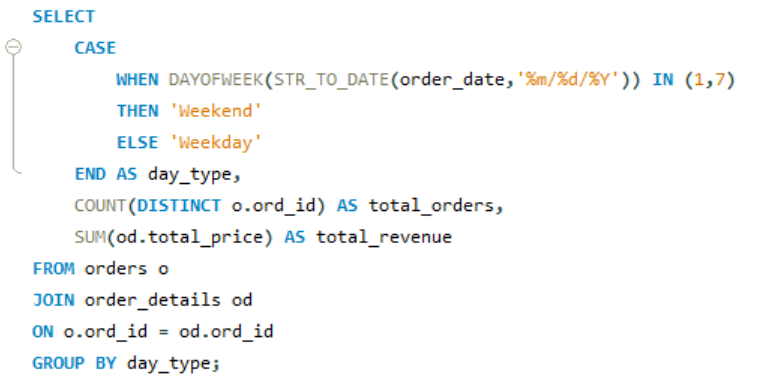 SELECT
CASE
WHEN DAYOFWEEK(STR_TO_DATE(order_date,'%m/%d/%Y')) IN (1,7)
THEN 'Weekend'
ELSE 'Weekday'
END AS day_type,
COUNT(DISTINCT o.ord_id) AS total_orders,
SUM(od.total_price) AS total_revenue
FROM orders o
JOIN order_details od
ON o.ord_id = od.ord_id
GROUP BY day_type;